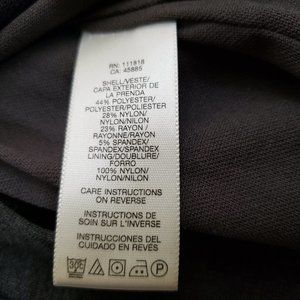 RN: 111818
CA: 45885
SHELL/VESTE/
CAPA EXTERIOR DE
LA PRENDA
44% POLYESTER/
POLYESTER/POLIESTER
28% NYLON/
NYLON/NILON
23% RAYON /
RAYONNE/RAYON
5% SPANDEX/
SPANDEX/SPANDEX
LINING/DOUBLURE/
FORRO
100% NYLON/
NYLON/NILON
CARE INSTRUCTIONS
ON REVERSE
INSTRUCTIONS DE
SOIN SUR L'INVERSE
INSTRUCCIONES DEL
CUIDADO EN REVÉS
30C